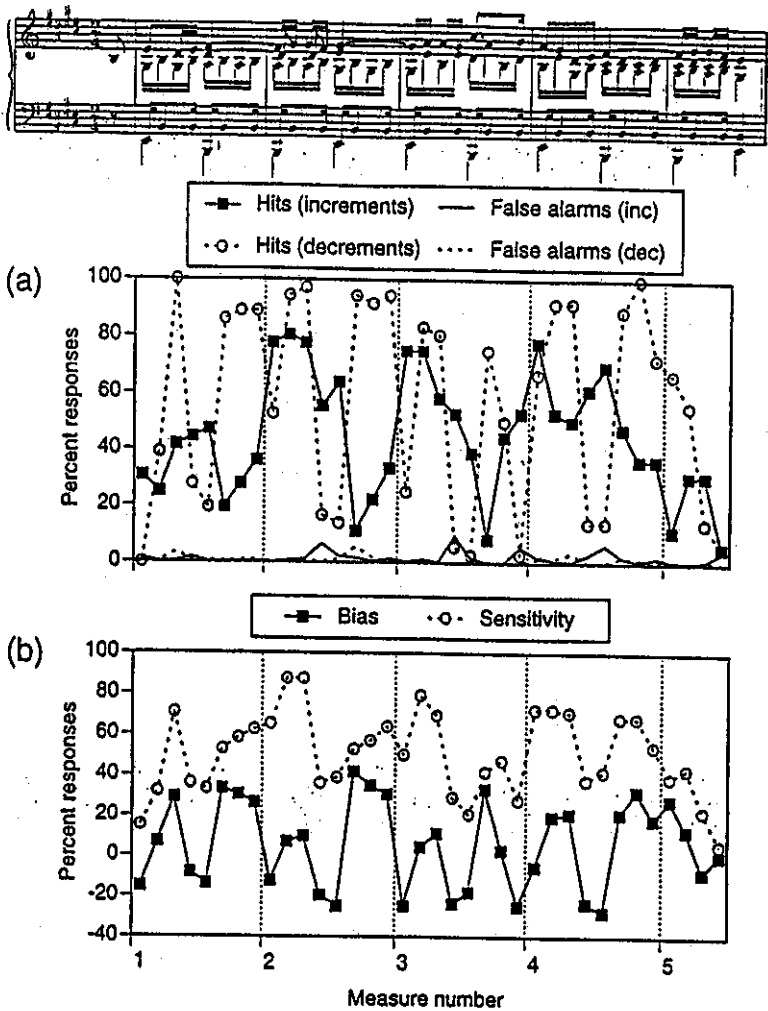 Hits (increments) False alarms (inc)
Hits (decrements) False alarms (dec)
(a)
100
80
60
40
20
0
Percent responses
Bias Sensitivity
(b)
100
80
60
40
20
0
-20
-40
Percent responses
1 2 3 4 5
Measure number